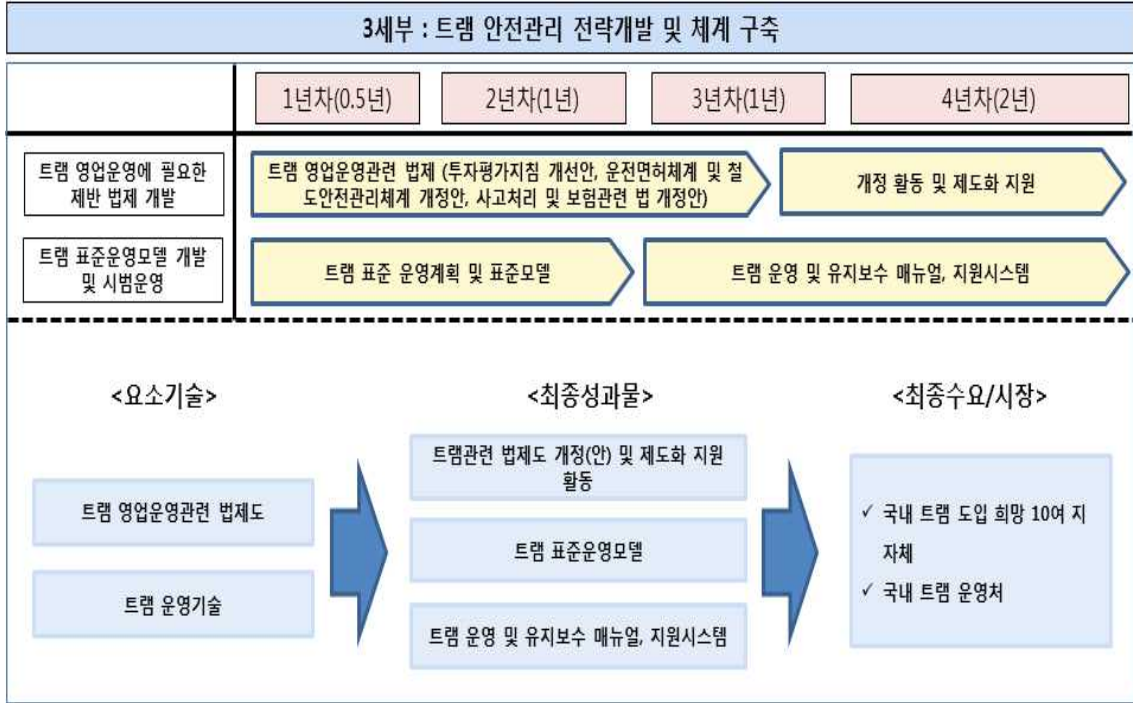 3세부 : 트램 안전관리 전략개발 및 체계 구축
1년차(0.5년)
2년차(1년)
3년차(1년)
4년차(2년)
트램 영업운영에 필요한
제반 법제 개발
트램 영업운영관련 법제 (투자평가지침 개선안, 운전면허체계 및 철
도안전관리체계 개정안, 사고처리 및 보험관련 법 개정안)
개정 활동 및 제도화 지원
트램 표준운영모델 개발
및 시범운영
트램 표준 운영계획 및 표준모델
트램 운영 및 유지보수 매뉴얼, 지원시스템
<요소기술>
<최종성과물>
<최종수요/시장>
트램 영업운영관련 법제도
트램 운영기술
트램관련 법제도 개정(안) 및 제도화 지원
활동
트램 표준운영모델
트램 운영 및 유지보수 매뉴얼, 지원시스템
✓ 국내 트램 도입 희망 10여 지
자체
✓ 국내 트램 운영처